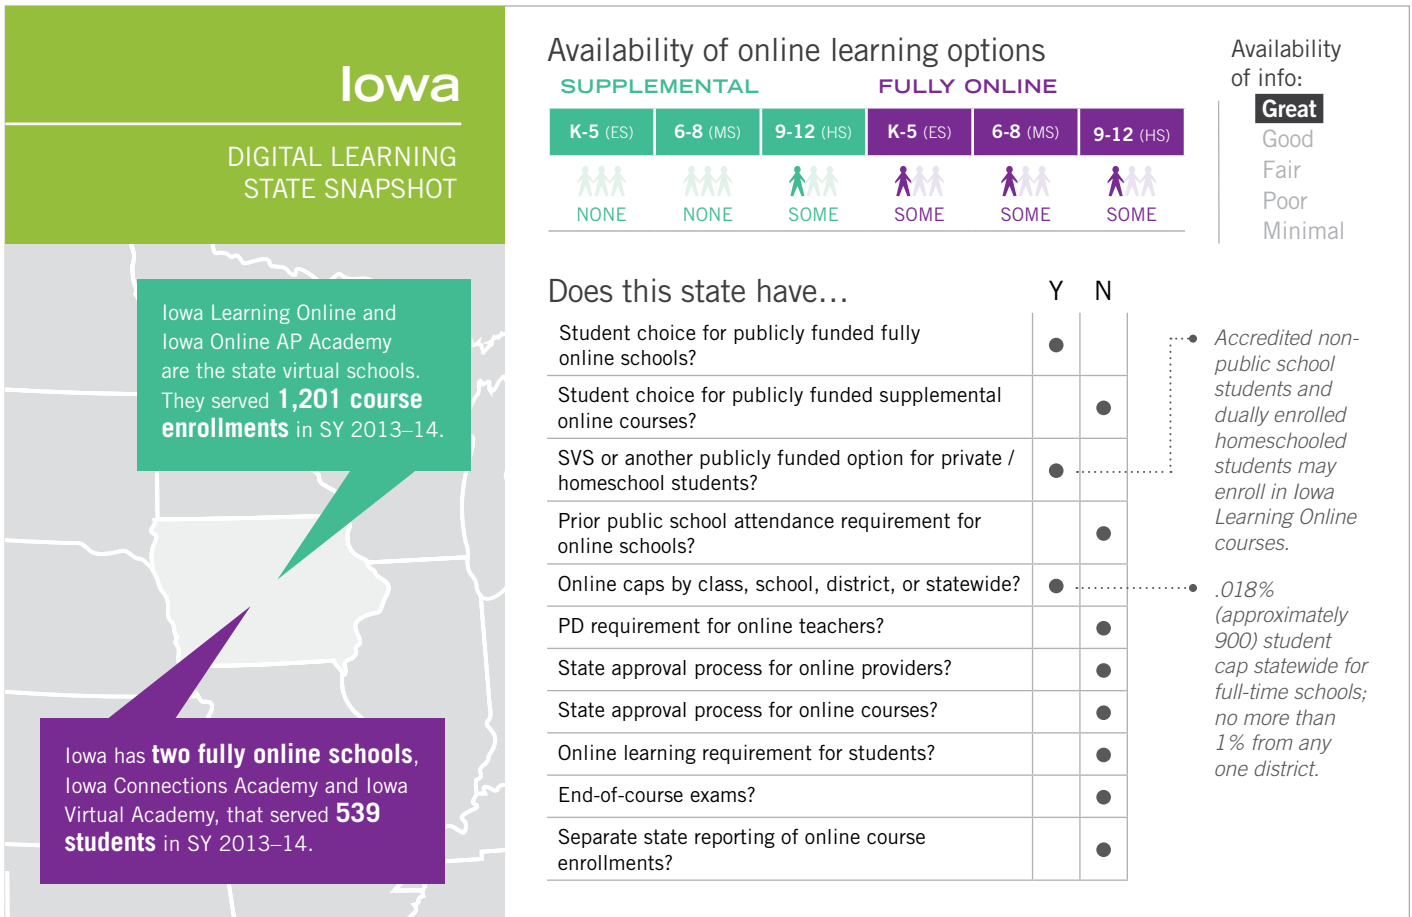 Iowa
DIGITAL LEARNING
STATE SNAPSHOT
Iowa Learning Online and
Iowa Online AP Academy
are the state virtual schools.
They served 1,201 course
enrollments in SY 2013–14.
Iowa has two fully online schools,
Iowa Connections Academy and Iowa
Virtual Academy, that served 539
students in SY 2013–14.
Availability of online learning options
SUPPLEMENTAL FULLY ONLINE
K-5 (ES) 6-8 (MS) 9-12 (HS) K-5 (ES) 6-8 (MS) 9-12 (HS)
NONE NONE SOME SOME SOME SOME
Availability
of info:
Great
Good
Fair
Poor
Minimal
Does this state have… Y N
Student choice for publicly funded fully
online schools?
Student choice for publicly funded supplemental
online courses?
SVS or another publicly funded option for private /
homeschool students?
Prior public school attendance requirement for
online schools?
Online caps by class, school, district, or statewide?
PD requirement for online teachers?
State approval process for online providers?
State approval process for online courses?
Online learning requirement for students?
End-of-course exams?
Separate state reporting of online course
enrollments?
Accredited non-
public school
students and
dually enrolled
homeschooled
students may
enroll in Iowa
Learning Online
courses.
.018%
(approximately
900) student
cap statewide for
full-time schools;
no more than
1% from any
one district.